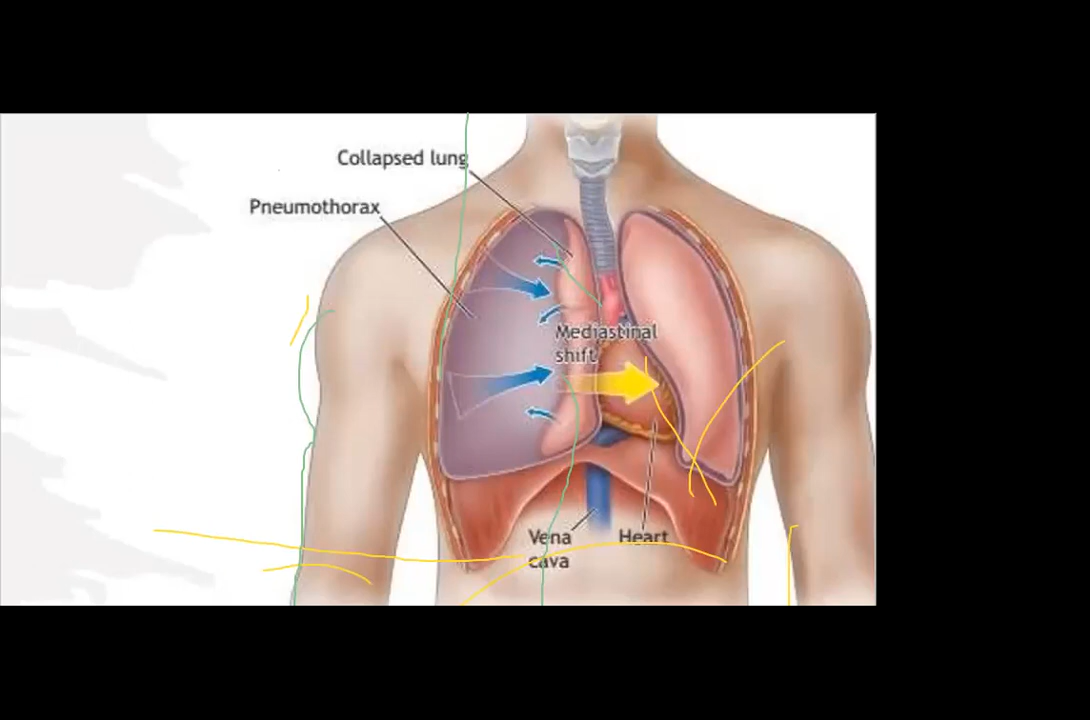 Collapsed lung
Pneumothorax
Mediastinal
shift
Vena
cava
Heart